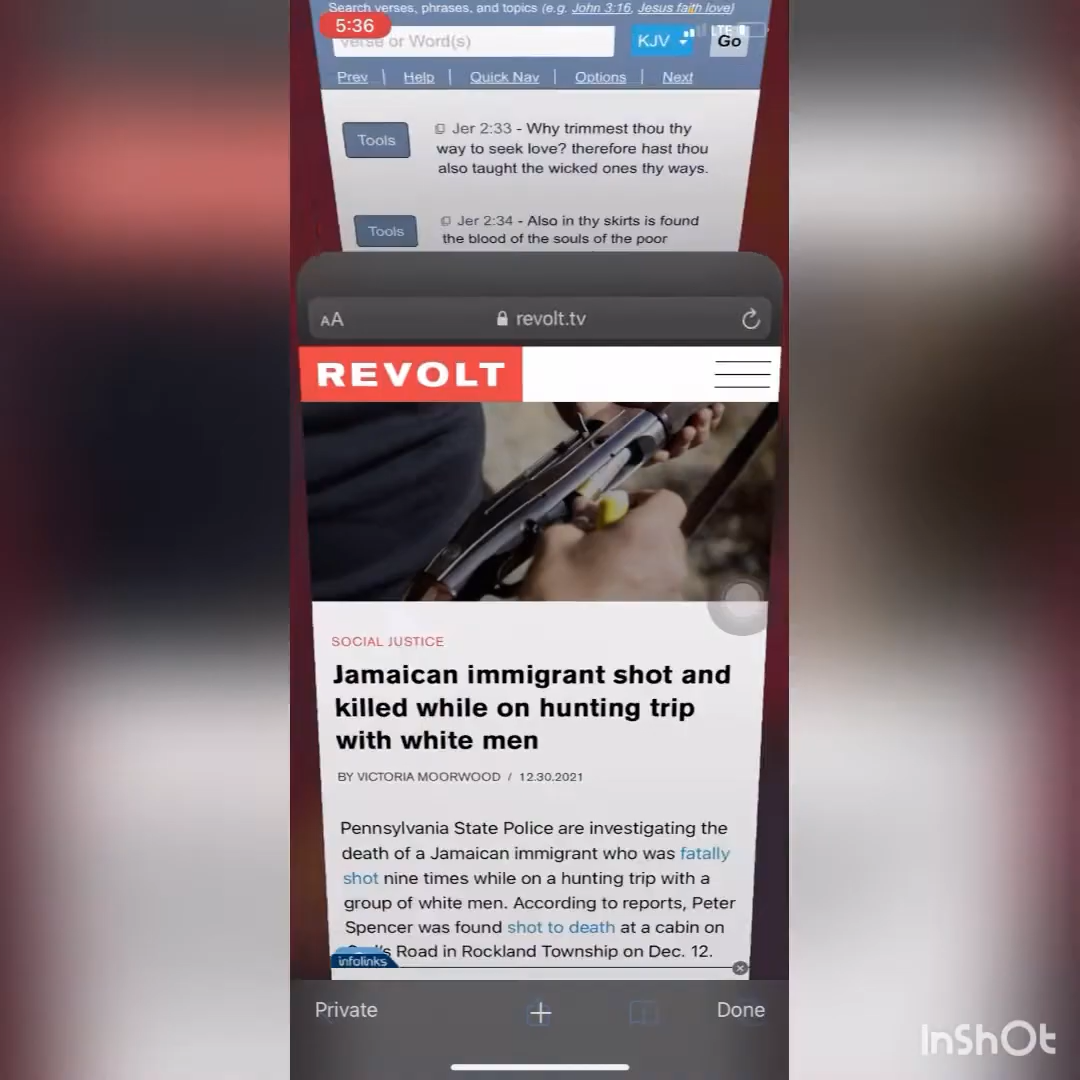 Search verses, phrases, and topics (e.g. John 3:16, Jesus faith love)
5:36
LTE
Verse or Word(s)
KJV
Go
Prev | Help | Quick Nav | Options | Next
Tools
Jer 2:33 - Why trimmest thou thy
way to seek love? therefore hast thou
also taught the wicked ones thy ways.
Tools
Jer 2:34 - Also in thy skirts is found
the blood of the souls of the poor
AA
revolt.tv
REVOLT
SOCIAL JUSTICE
Jamaican immigrant shot and
killed while on hunting trip
with white men
BY VICTORIA MOORWOOD / 12.30.2021
Pennsylvania State Police are investigating the
death of a Jamaican immigrant who was fatally
shot nine times while on a hunting trip with a
group of white men. According to reports, Peter
Spencer was found shot to death at a cabin on
Road in Rockland Township on Dec. 12.
infolinks
Private
Done
InShOt